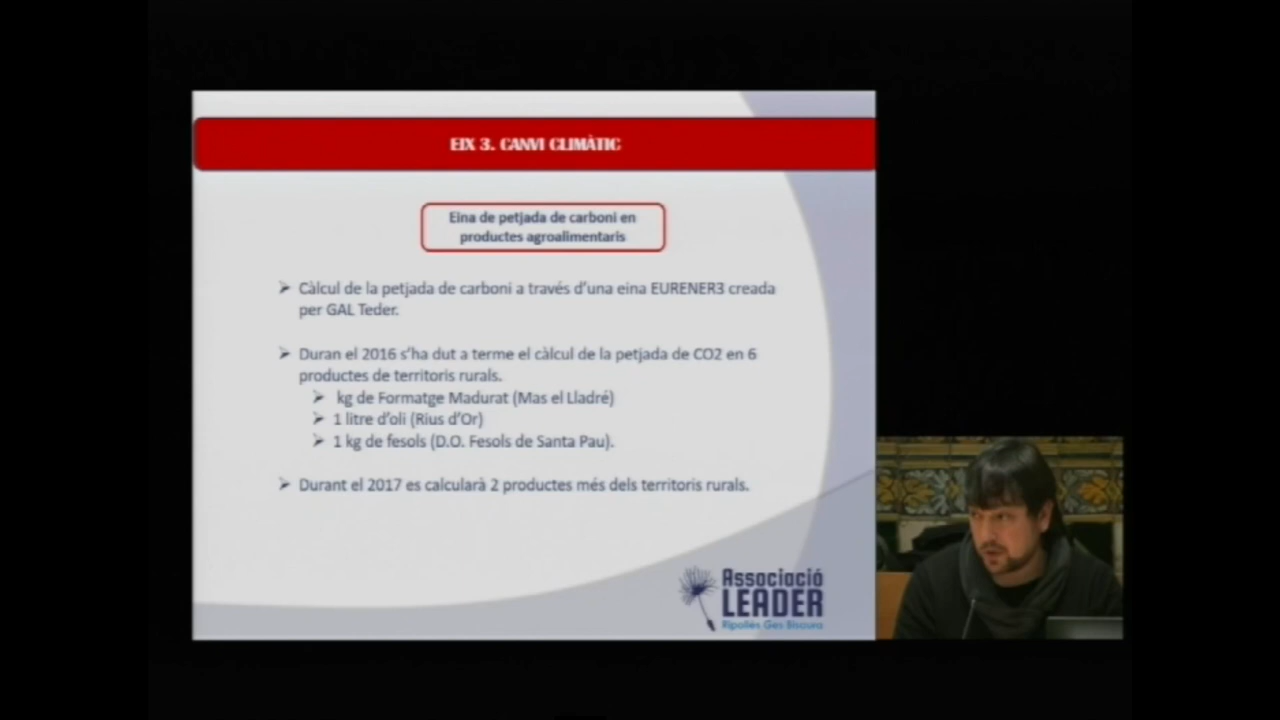 EIX 3. CANVI CLIMÀTIC
Eina de petjada de carboni en
productes agroalimentaris
➢ Càlcul de la petjada de carboni a través d'una eina EURENER3 creada
per GAL Teder.
➢ Duran el 2016 s'ha dut a terme el càlcul de la petjada de CO2 en 6
productes de territoris rurals.
➢ kg de Formatge Madurat (Mas el Lladré)
➢ 1 litre d'oli (Rius d'Or)
➢ 1 kg de fesols (D.O. Fesols de Santa Pau).
➢ Durant el 2017 es calcularà 2 productes més dels territoris rurals.
Associació
LEADER
Ripollès Ges Bisaura